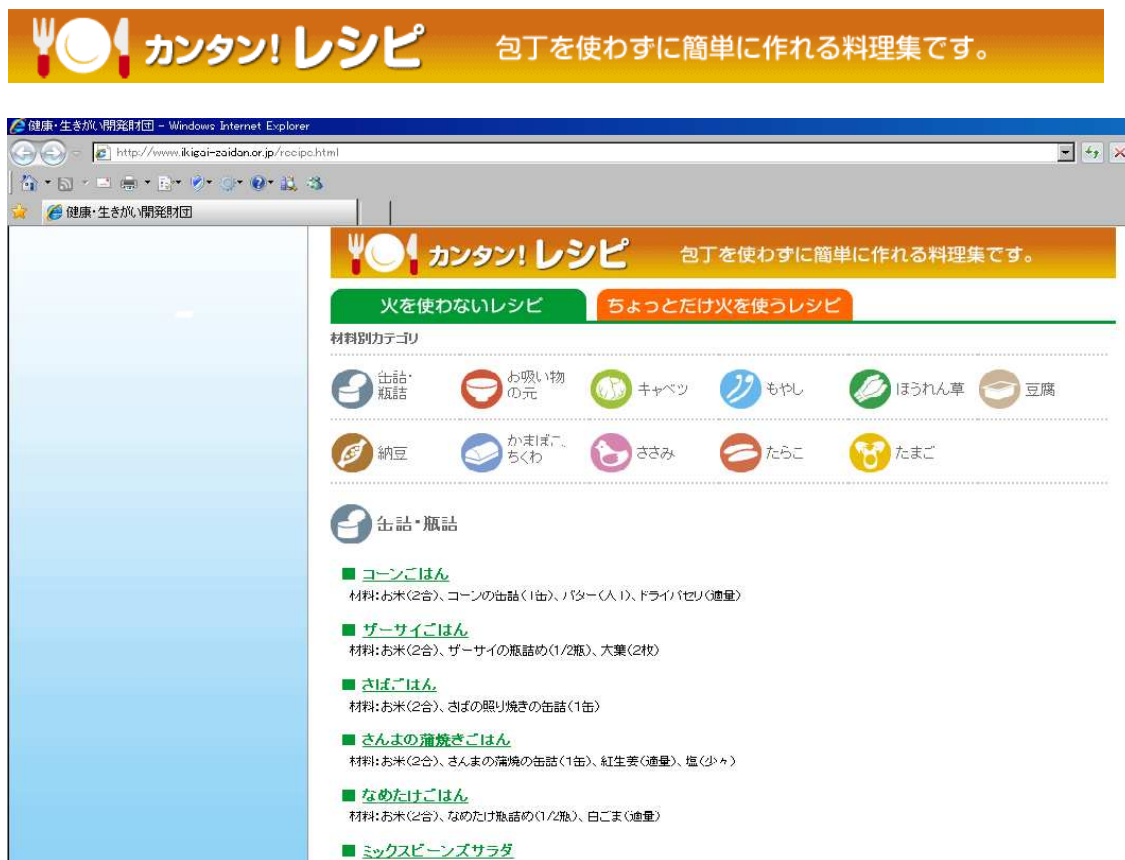 カンタン!レシピ 包丁を使わずに簡単に作れる料理集です。
健康・生きがい開発財団 - Windows Internet Explorer
http://www.ikigai-zaidan.or.jp/recipe.html
健康・生きがい開発財団
カンタン!レシピ 包丁を使わずに簡単に作れる料理集です。
火を使わないレシピ ちょっとだけ火を使うレシピ
材料別カテゴリ
缶詰・瓶詰 お吸い物の元 キャベツ もやし ほうれん草 豆腐
納豆 かまぼこ、ちくわ ささみ たらこ たまご
缶詰・瓶詰
■ コーンごはん
材料:お米(2合)、コーンの缶詰(1缶)、バター(大1)、ドライパセリ(適量)
■ ザーサイごはん
材料:お米(2合)、ザーサイの瓶詰め(1/2瓶)、大葉(2枚)
■ さばごはん
材料:お米(2合)、さばの照り焼きの缶詰(1缶)
■ さんまの蒲焼きごはん
材料:お米(2合)、さんまの蒲焼の缶詰(1缶)、紅生姜(適量)、塩(少々)
■ なめたけごはん
材料:お米(2合)、なめたけ瓶詰め(1/2瓶)、白ごま(適量)
■ ミックスビーンズサラダ